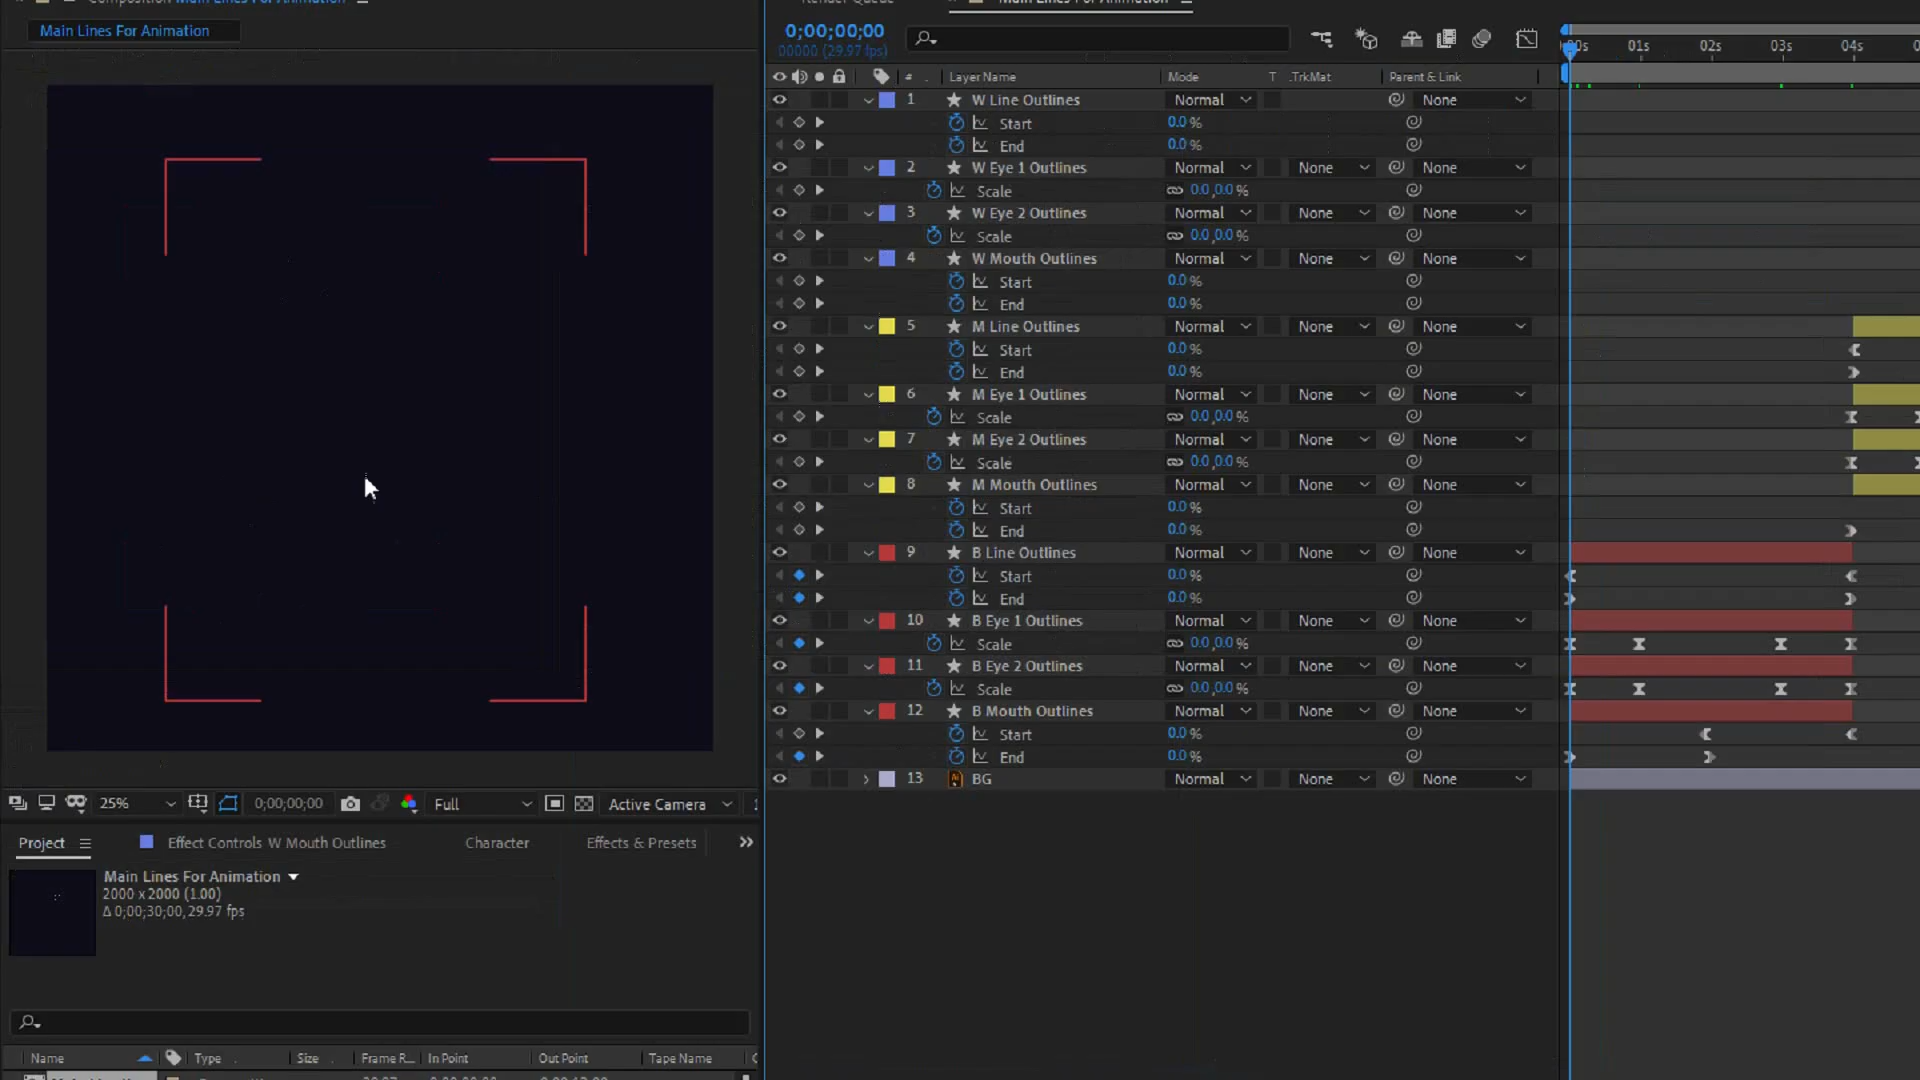 Composition Main Lines For Animation
Main Lines For Animation
Render Queue
Main Lines For Animation
0;00;00;00
00000 (29.97 fps)
00s 01s 02s 03s 04s
# Layer Name Mode T .TrkMat Parent & Link
1 W Line Outlines Normal None
Start 0.0 %
End 0.0 %
2 W Eye 1 Outlines Normal None None
Scale 0.0,0.0 %
3 W Eye 2 Outlines Normal None None
Scale 0.0,0.0 %
4 W Mouth Outlines Normal None None
Start 0.0 %
End 0.0 %
5 M Line Outlines Normal None None
Start 0.0 %
End 0.0 %
6 M Eye 1 Outlines Normal None None
Scale 0.0,0.0 %
7 M Eye 2 Outlines Normal None None
Scale 0.0,0.0 %
8 M Mouth Outlines Normal None None
Start 0.0 %
End 0.0 %
9 B Line Outlines Normal None None
Start 0.0 %
End 0.0 %
10 B Eye 1 Outlines Normal None None
Scale 0.0,0.0 %
11 B Eye 2 Outlines Normal None None
Scale 0.0,0.0 %
12 B Mouth Outlines Normal None None
Start 0.0 %
End 0.0 %
13 Ai BG Normal None None
25% 0;00;00;00 Full Active Camera
Project Effect Controls W Mouth Outlines Character Effects & Presets
Main Lines For Animation
2000 x 2000 (1.00)
Δ 0;00;30;00, 29.97 fps
Name Type Size Frame R... In Point Out Point Tape Name